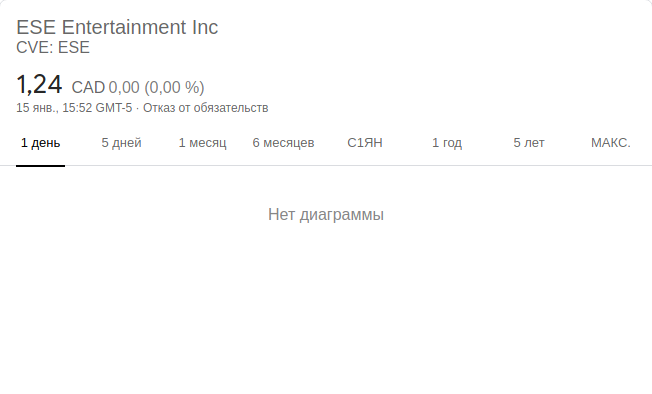 ESE Entertainment Inc
CVE: ESE
1,24 CAD 0,00 (0,00 %)
15 янв., 15:52 GMT-5 · Отказ от обязательств
1 день 5 дней 1 месяц 6 месяцев С1ЯН 1 год 5 лет МАКС.
Нет диаграммы